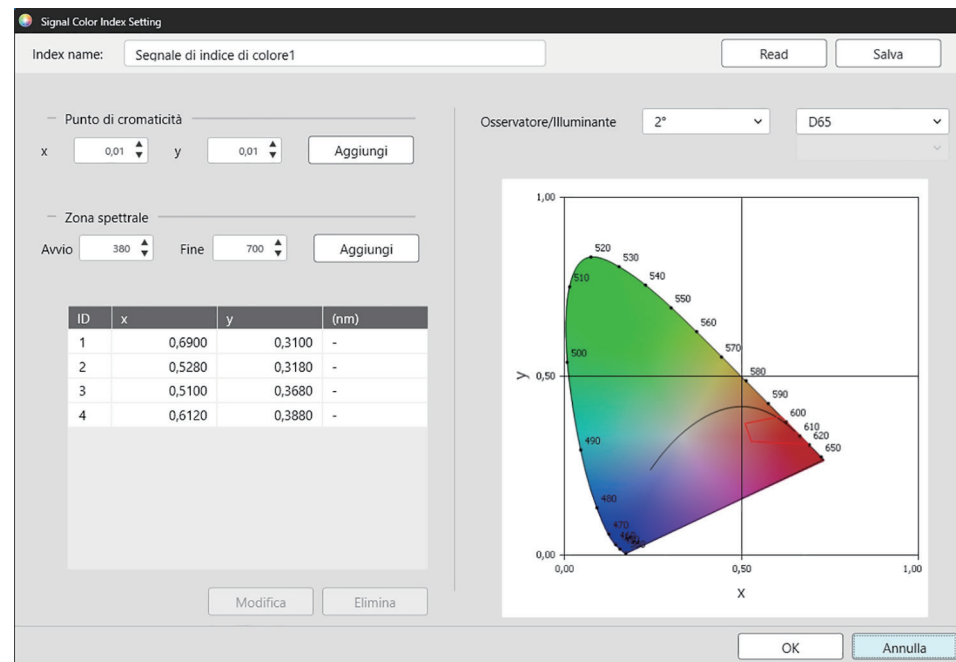 Signal Color Index Setting
Index name: Segnale di indice di colore1 Read Salva
Punto di cromaticità
Osservatore/Illuminante 2° D65
x 0,01 y 0,01 Aggiungi
Zona spettrale
Avvio 380 Fine 700 Aggiungi
ID x y (nm)
1 0,6900 0,3100 -
2 0,5280 0,3180 -
3 0,5100 0,3680 -
4 0,6120 0,3880 -
Modifica Elimina
1,00
520
530
510
540
550
560
570
500
580
y 0,50
590
600
610
620
490
650
480
470
460
0,00
0,00 0,50 1,00
x
OK Annulla